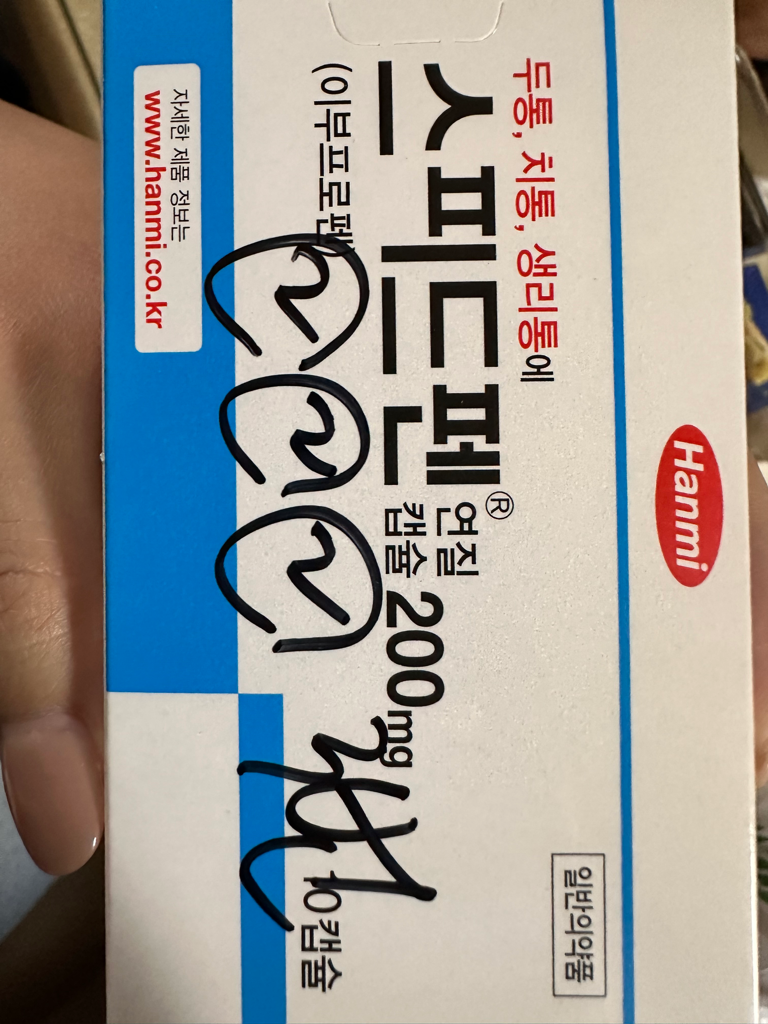 Hanmi
일반의약품
두통, 치통, 생리통에
스피드펜® 연질캡슐 200mg
(이부프로펜)
10캡슐
자세한 제품 정보는
www.hanmi.co.kr